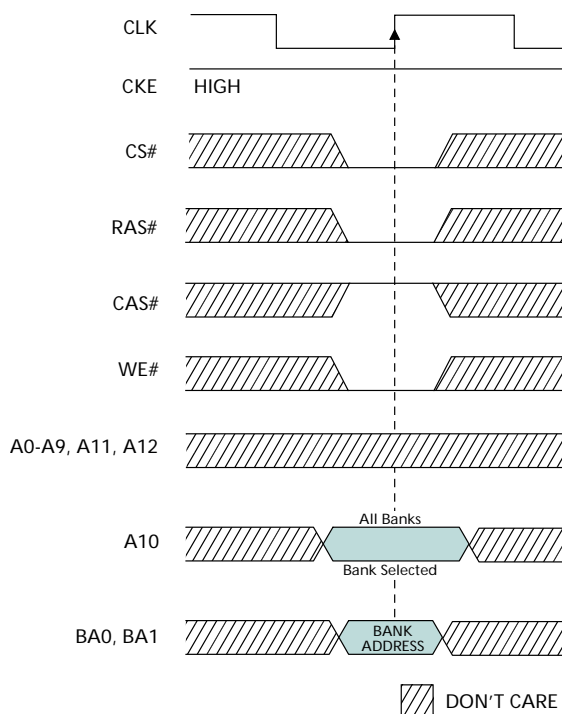 CLK
CKE HIGH
CS#
RAS#
CAS#
WE#
A0-A9, A11, A12
All Banks
A10
Bank Selected
BA0, BA1
BANK
ADDRESS
DON'T CARE